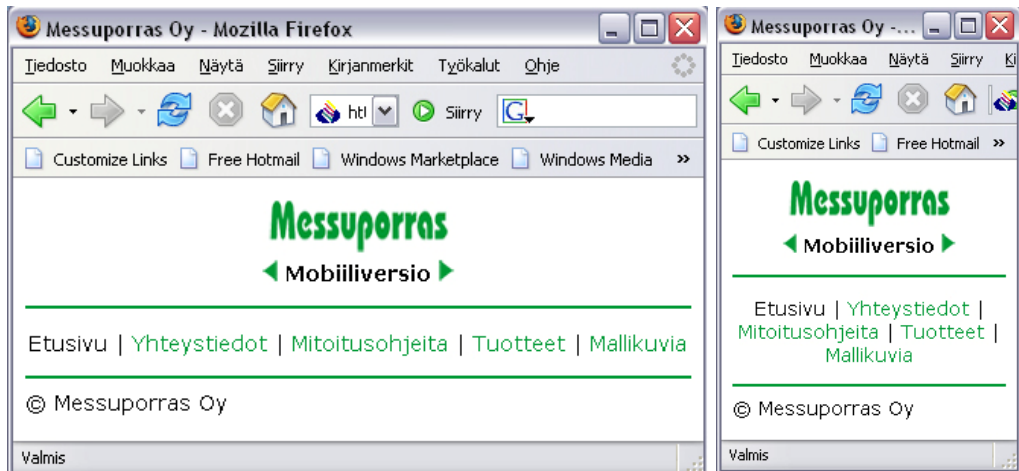 Messuporras Oy - Mozilla Firefox
Tiedosto Muokkaa Näytä Siirry Kirjanmerkit Työkalut Ohje
htl Siirry G
Customize Links Free Hotmail Windows Marketplace Windows Media »
Messuporras
Mobiiliversio
Etusivu | Yhteystiedot | Mitoitusohjeita | Tuotteet | Mallikuvia
© Messuporras Oy
Valmis
Messuporras Oy -...
Tiedosto Muokkaa Näytä Siirry Ki
Customize Links Free Hotmail »
Messuporras
Mobiiliversio
Etusivu | Yhteystiedot |
Mitoitusohjeita | Tuotteet |
Mallikuvia
© Messuporras Oy
Valmis